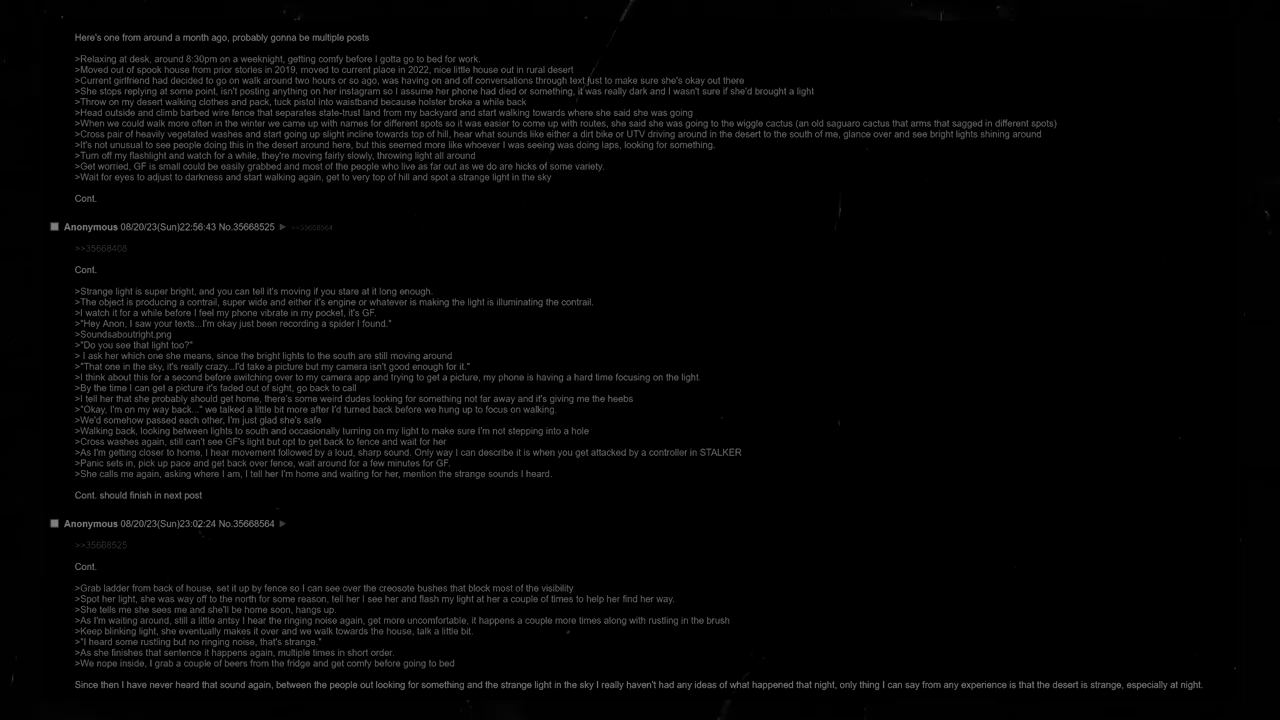 Here's one from around a month ago, probably gonna be multiple posts
>Relaxing at desk, around 8:30pm on a weeknight, getting comfy before I gotta go to bed for work.
>Moved out of spook house from prior stories in 2019, moved to current place in 2022, nice little house out in rural desert
>Current girlfriend had decided to go on walk around two hours or so ago, was having on and off conversations through text just to make sure she's okay out there
>She stops replying at some point, isn't posting anything on her instagram so I assume her phone had died or something, it was really dark and I wasn't sure if she'd brought a light
>Throw on my desert walking clothes and pack, tuck pistol into waistband because holster broke a while back
>Head outside and climb barbed wire fence that separates state-trust land from my backyard and start walking towards where she said she was going
>When we could walk more often in the winter we came up with names for different spots so it was easier to come up with routes, she said she was going to the wiggle cactus (an old saguaro cactus that arms that sagged in different spots)
>Cross pair of heavily vegetated washes and start going up slight incline towards top of hill, hear what sounds like either a dirt bike or UTV driving around in the desert to the south of me, glance over and see bright lights shining around
>It's not unusual to see people doing this in the desert around here, but this seemed more like whoever I was seeing was doing laps, looking for something.
>Turn off my flashlight and watch for a while, they're moving fairly slowly, throwing light all around
>Get worried, GF is small could be easily grabbed and most of the people who live as far out as we do are hicks of some variety.
>Wait for eyes to adjust to darkness and start walking again, get to very top of hill and spot a strange light in the sky
Cont.
Anonymous 08/20/23(Sun)22:56:43 No.35668525 ▶ >>35668564
>>35668408
Cont.
>Strange light is super bright, and you can tell it's moving if you stare at it long enough.
>The object is producing a contrail, super wide and either it's engine or whatever is making the light is illuminating the contrail.
>I watch it for a while before I feel my phone vibrate in my pocket, it's GF.
>"Hey Anon, I saw your texts...I'm okay just been recording a spider I found."
>Soundsaboutright.png
>"Do you see that light too?"
> I ask her which one she means, since the bright lights to the south are still moving around
>"That one in the sky, it's really crazy...I'd take a picture but my camera isn't good enough for it."
>I think about this for a second before switching over to my camera app and trying to get a picture, my phone is having a hard time focusing on the light.
>By the time I can get a picture it's faded out of sight, go back to call
>I tell her that she probably should get home, there's some weird dudes looking for something not far away and it's giving me the heebs
>"Okay, I'm on my way back..." we talked a little bit more after I'd turned back before we hung up to focus on walking.
>We'd somehow passed each other, I'm just glad she's safe
>Walking back, looking between lights to south and occasionally turning on my light to make sure I'm not stepping into a hole
>Cross washes again, still can't see GF's light but opt to get back to fence and wait for her
>As I'm getting closer to home, I hear movement followed by a loud, sharp sound. Only way I can describe it is when you get attacked by a controller in STALKER
>Panic sets in, pick up pace and get back over fence, wait around for a few minutes for GF.
>She calls me again, asking where I am, I tell her I'm home and waiting for her, mention the strange sounds I heard.
Cont. should finish in next post
Anonymous 08/20/23(Sun)23:02:24 No.35668564 ▶
>>35668525
Cont.
>Grab ladder from back of house, set it up by fence so I can see over the creosote bushes that block most of the visibility
>Spot her light, she was way off to the north for some reason, tell her I see her and flash my light at her a couple of times to help her find her way.
>She tells me she sees me and she'll be home soon, hangs up.
>As I'm waiting around, still a little antsy I hear the ringing noise again, get more uncomfortable, it happens a couple more times along with rustling in the brush
>Keep blinking light, she eventually makes it over and we walk towards the house, talk a little bit.
>"I heard some rustling but no ringing noise, that's strange."
>As she finishes that sentence it happens again, multiple times in short order.
>We nope inside, I grab a couple of beers from the fridge and get comfy before going to bed
Since then I have never heard that sound again, between the people out looking for something and the strange light in the sky I really haven't had any ideas of what happened that night, only thing I can say from any experience is that the desert is strange, especially at night.